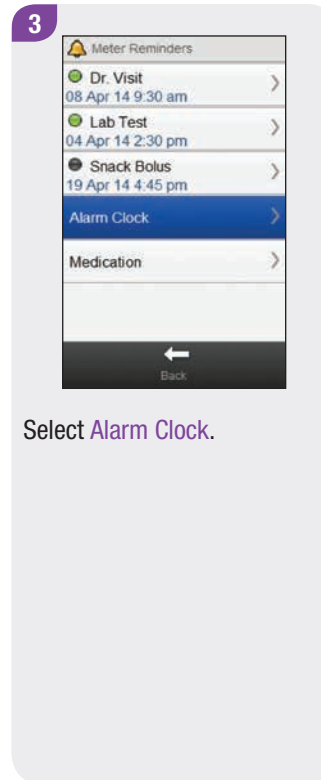 3
Meter Reminders
Dr. Visit
08 Apr 14 9:30 am
Lab Test
04 Apr 14 2:30 pm
Snack Bolus
19 Apr 14 4:45 pm
Alarm Clock
Medication
Back
Select Alarm Clock.